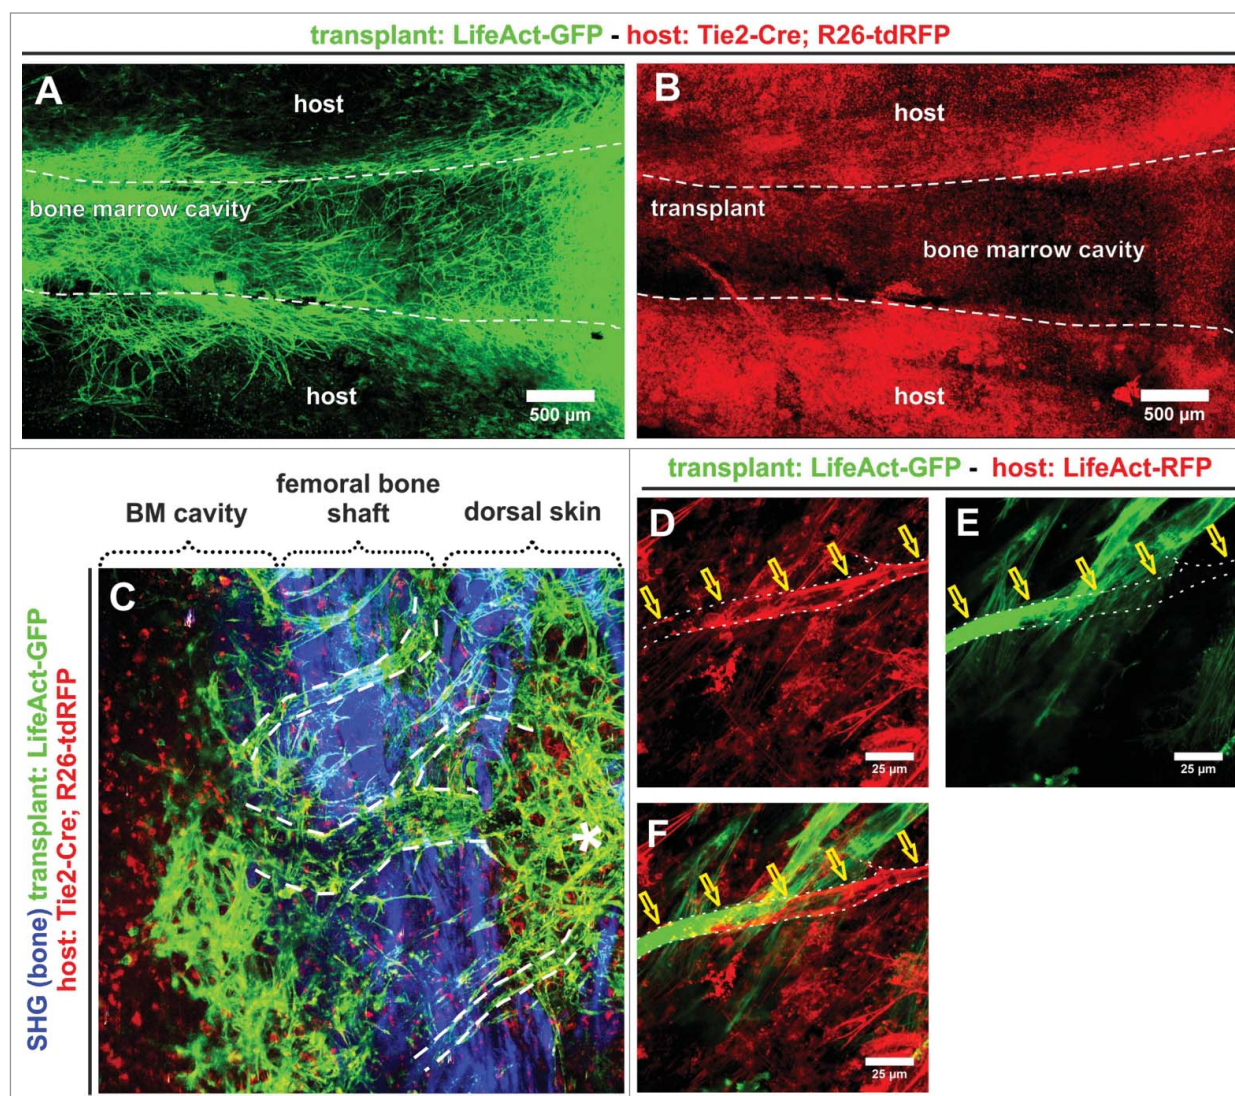 transplant: LifeAct-GFP - host: Tie2-Cre; R26-tdRFP
A
host
bone marrow cavity
host
500 µm
B
host
transplant
bone marrow cavity
host
500 µm
BM cavity
femoral bone
shaft
dorsal skin
SHG (bone) transplant: LifeAct-GFP
host: Tie2-Cre; R26-tdRFP
C
*
transplant: LifeAct-GFP - host: LifeAct-RFP
D
25 µm
E
25 µm
F
25 µm